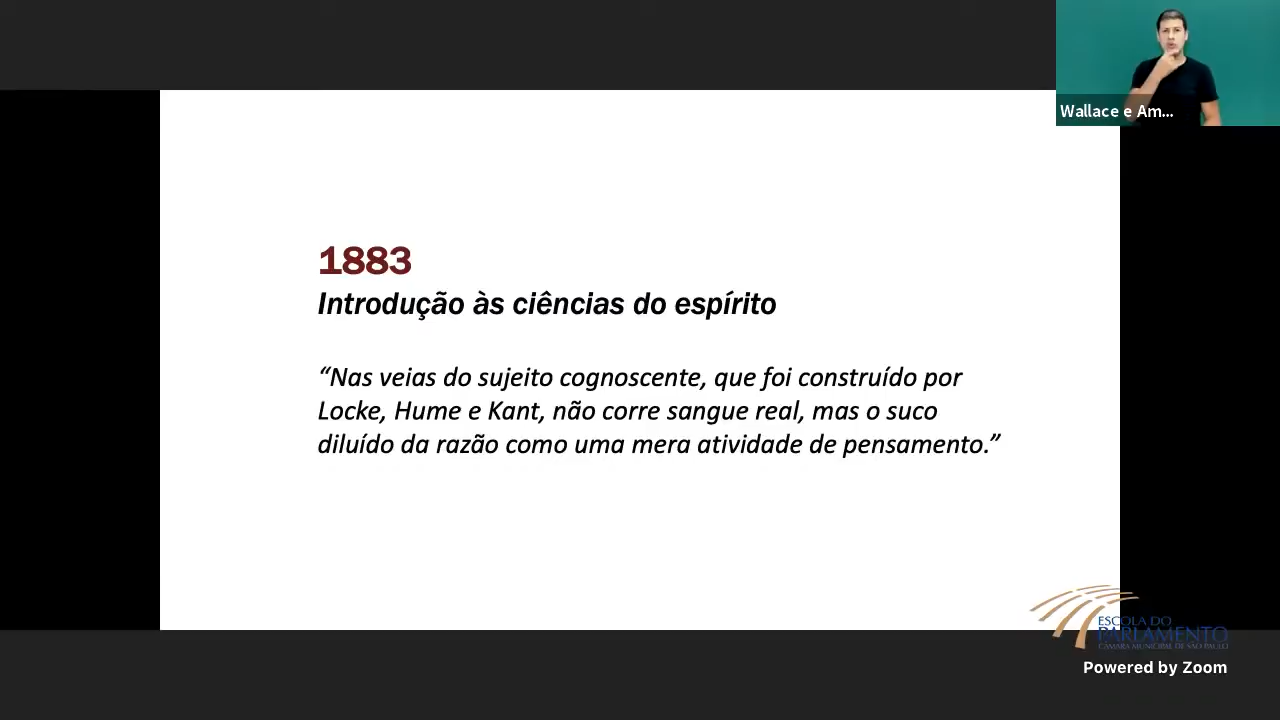 Wallace e Am...
1883
Introdução às ciências do espírito
“Nas veias do sujeito cognoscente, que foi construído por
Locke, Hume e Kant, não corre sangue real, mas o suco
diluído da razão como uma mera atividade de pensamento.”
ESCOLA DO
PARLAMENTO
CÂMARA MUNICIPAL DE SÃO PAULO
Powered by Zoom